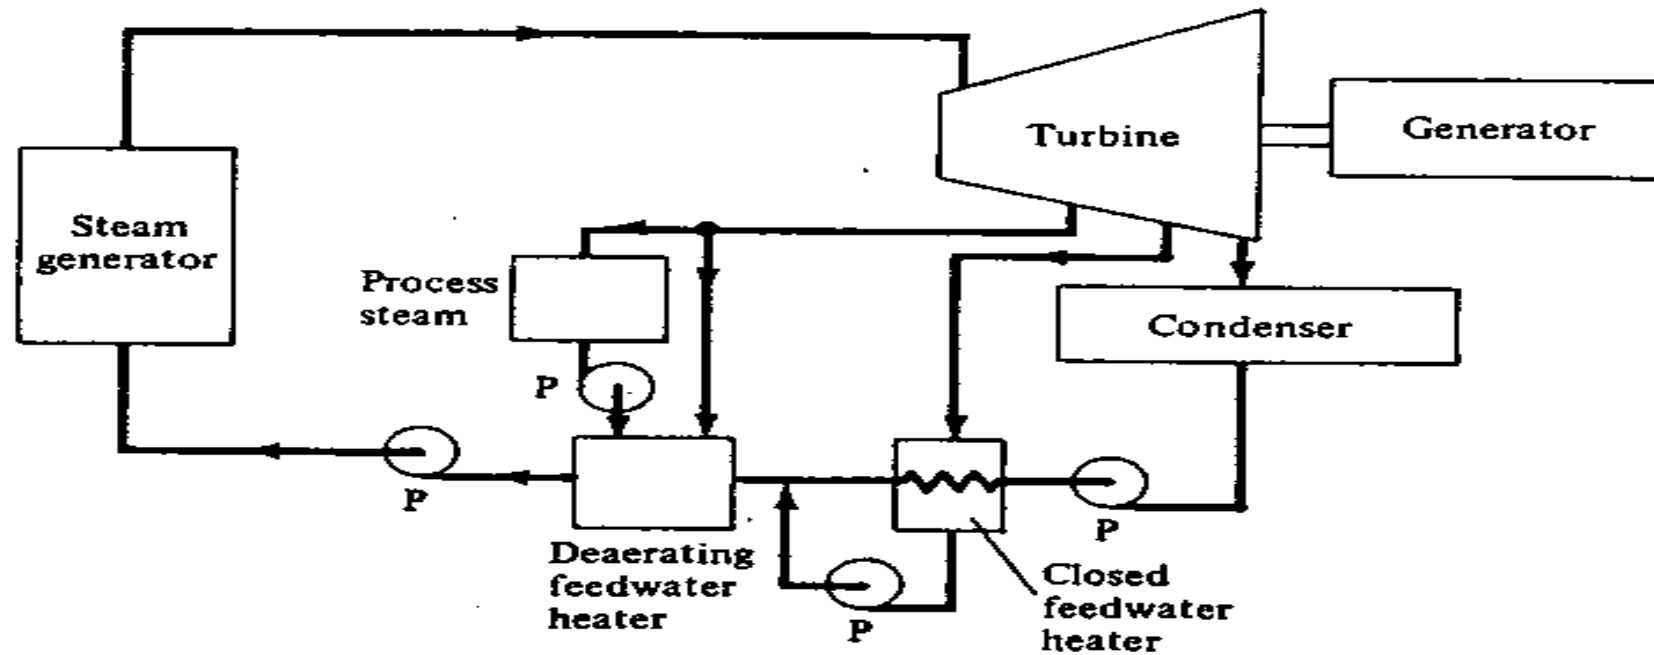 Turbine
Generator
Steam
generator
Process
steam
Condenser
P
P
P
P
Deaerating
feedwater
heater
Closed
feedwater
heater